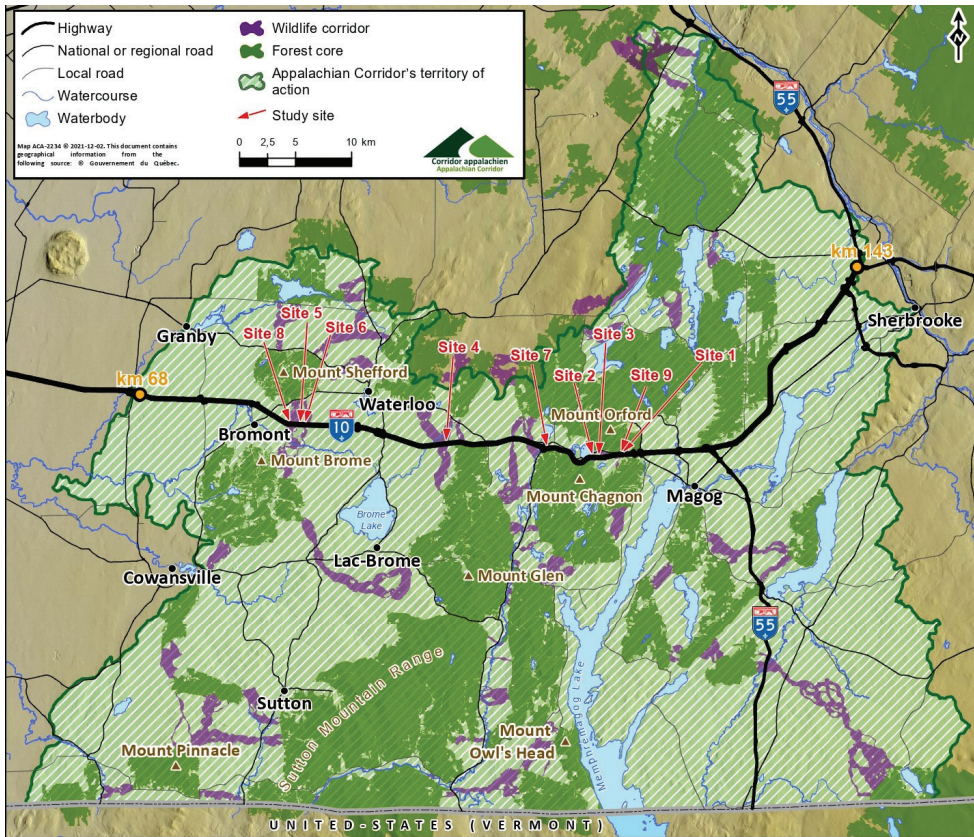 Highway
National or regional road
Local road
Watercourse
Waterbody
Wildlife corridor
Forest core
Appalachian Corridor's territory of
action
Study site
Map ACA-2234 © 2021-12-02. This document contains
geographical information from the
following source: © Gouvernement du Québec.
0 2,5 5 10 km
Corridor appalachien
Appalachian Corridor
N
55
km 143
Sherbrooke
Granby
Site 8
Site 5
Site 6
Site 4
Site 7
Site 3
Site 2
Site 9
Site 1
km 68
Mount Shefford
Waterloo
Mount Orford
Bromont
10
Mount Brome
Mount Chagnon
Magog
Brome
Lake
Lac-Brome
Cowansville
Mount Glen
55
Sutton Mountain Range
Sutton
Memphremagog Lake
Mount
Owl's Head
Mount Pinnacle
UNITED-STATES (VERMONT)